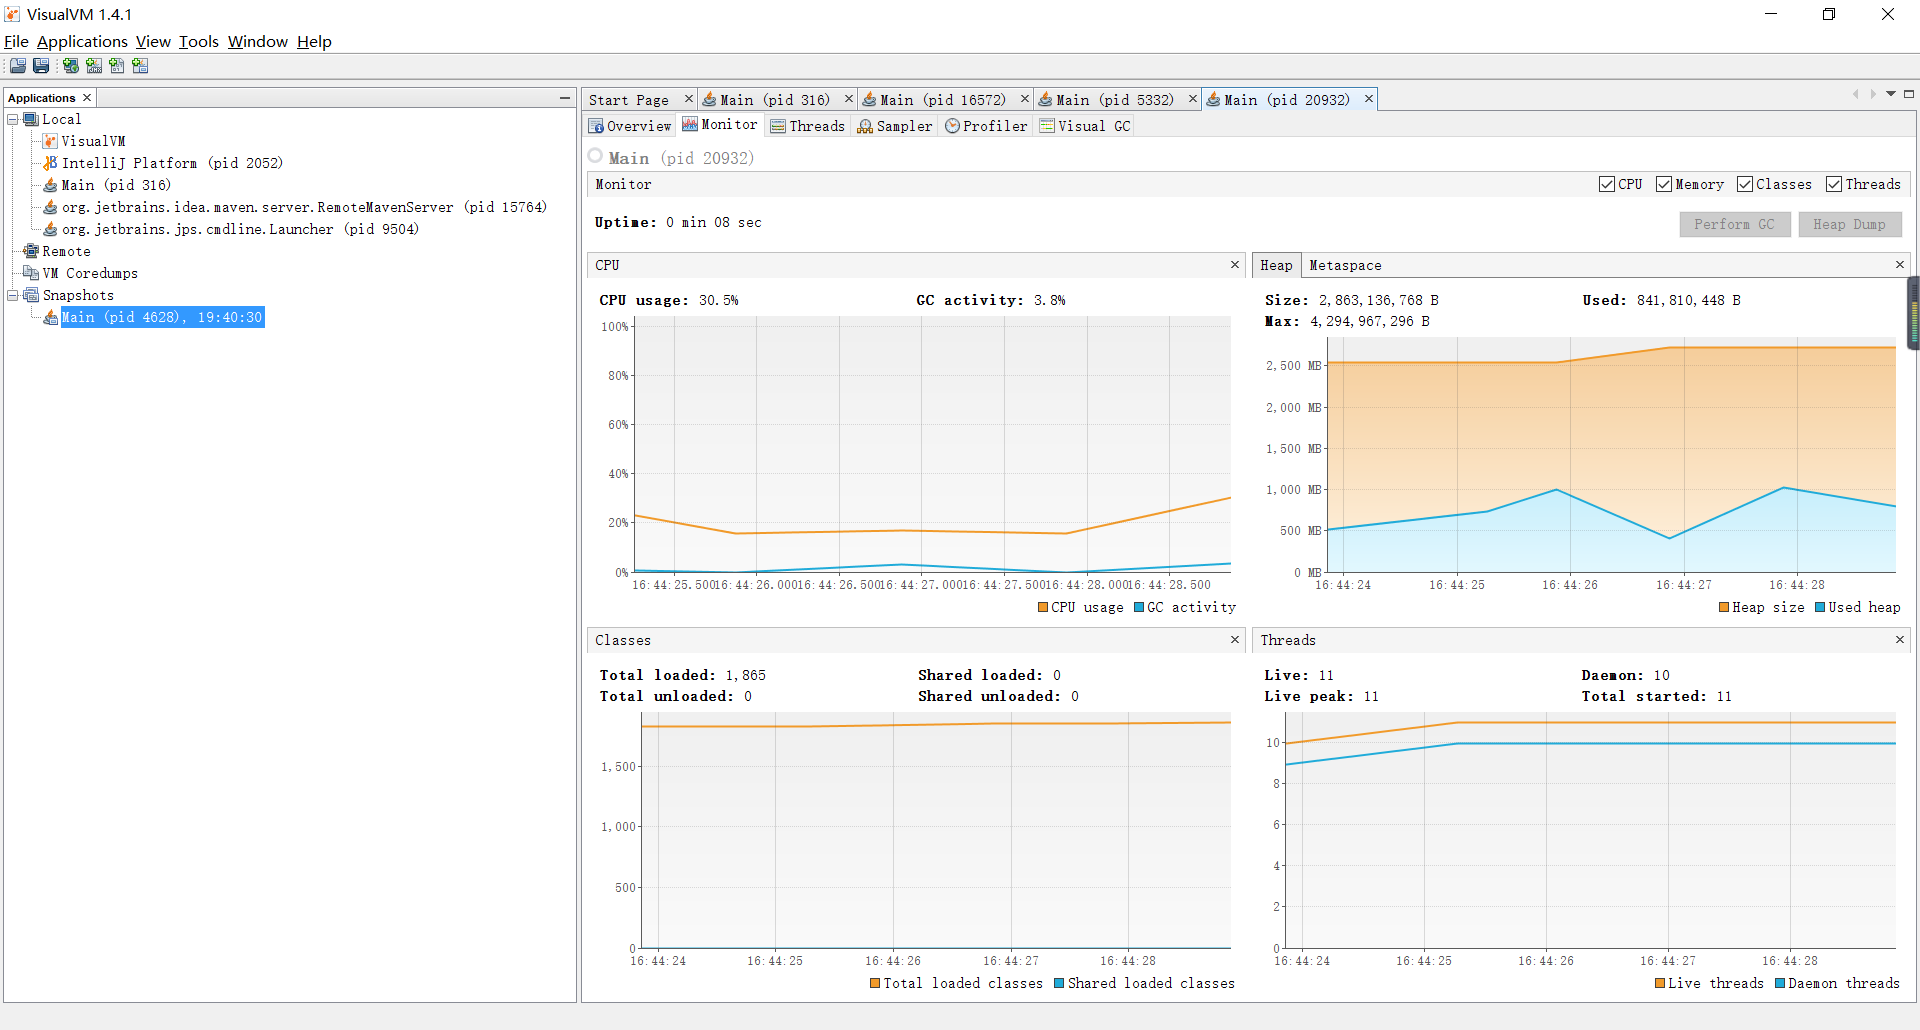 VisualVM 1.4.1
File Applications View Tools Window Help
Applications
Local
VisualVM
IntelliJ Platform (pid 2052)
Main (pid 316)
org.jetbrains.idea.maven.server.RemoteMavenServer (pid 15764)
org.jetbrains.jps.cmdline.Launcher (pid 9504)
Remote
VM Coredumps
Snapshots
Main (pid 4628), 19:40:30
Start Page Main (pid 316) Main (pid 16572) Main (pid 5332) Main (pid 20932)
Overview Monitor Threads Sampler Profiler Visual GC
Main (pid 20932)
Monitor CPU Memory Classes Threads
Uptime: 0 min 08 sec Perform GC Heap Dump
CPU
CPU usage: 30.5% GC activity: 3.8%
100%
80%
60%
40%
20%
0%
16:44:25.500 16:44:26.000 16:44:26.500 16:44:27.000 16:44:27.500 16:44:28.000 16:44:28.500
CPU usage GC activity
Heap Metaspace
Size: 2,863,136,768 B Used: 841,810,448 B
Max: 4,294,967,296 B
2,500 MB
2,000 MB
1,500 MB
1,000 MB
500 MB
0 MB
16:44:24 16:44:25 16:44:26 16:44:27 16:44:28
Heap size Used heap
Classes
Total loaded: 1,865 Shared loaded: 0
Total unloaded: 0 Shared unloaded: 0
1,500
1,000
500
0
16:44:24 16:44:25 16:44:26 16:44:27 16:44:28
Total loaded classes Shared loaded classes
Threads
Live: 11 Daemon: 10
Live peak: 11 Total started: 11
10
8
6
4
2
0
16:44:24 16:44:25 16:44:26 16:44:27 16:44:28
Live threads Daemon threads